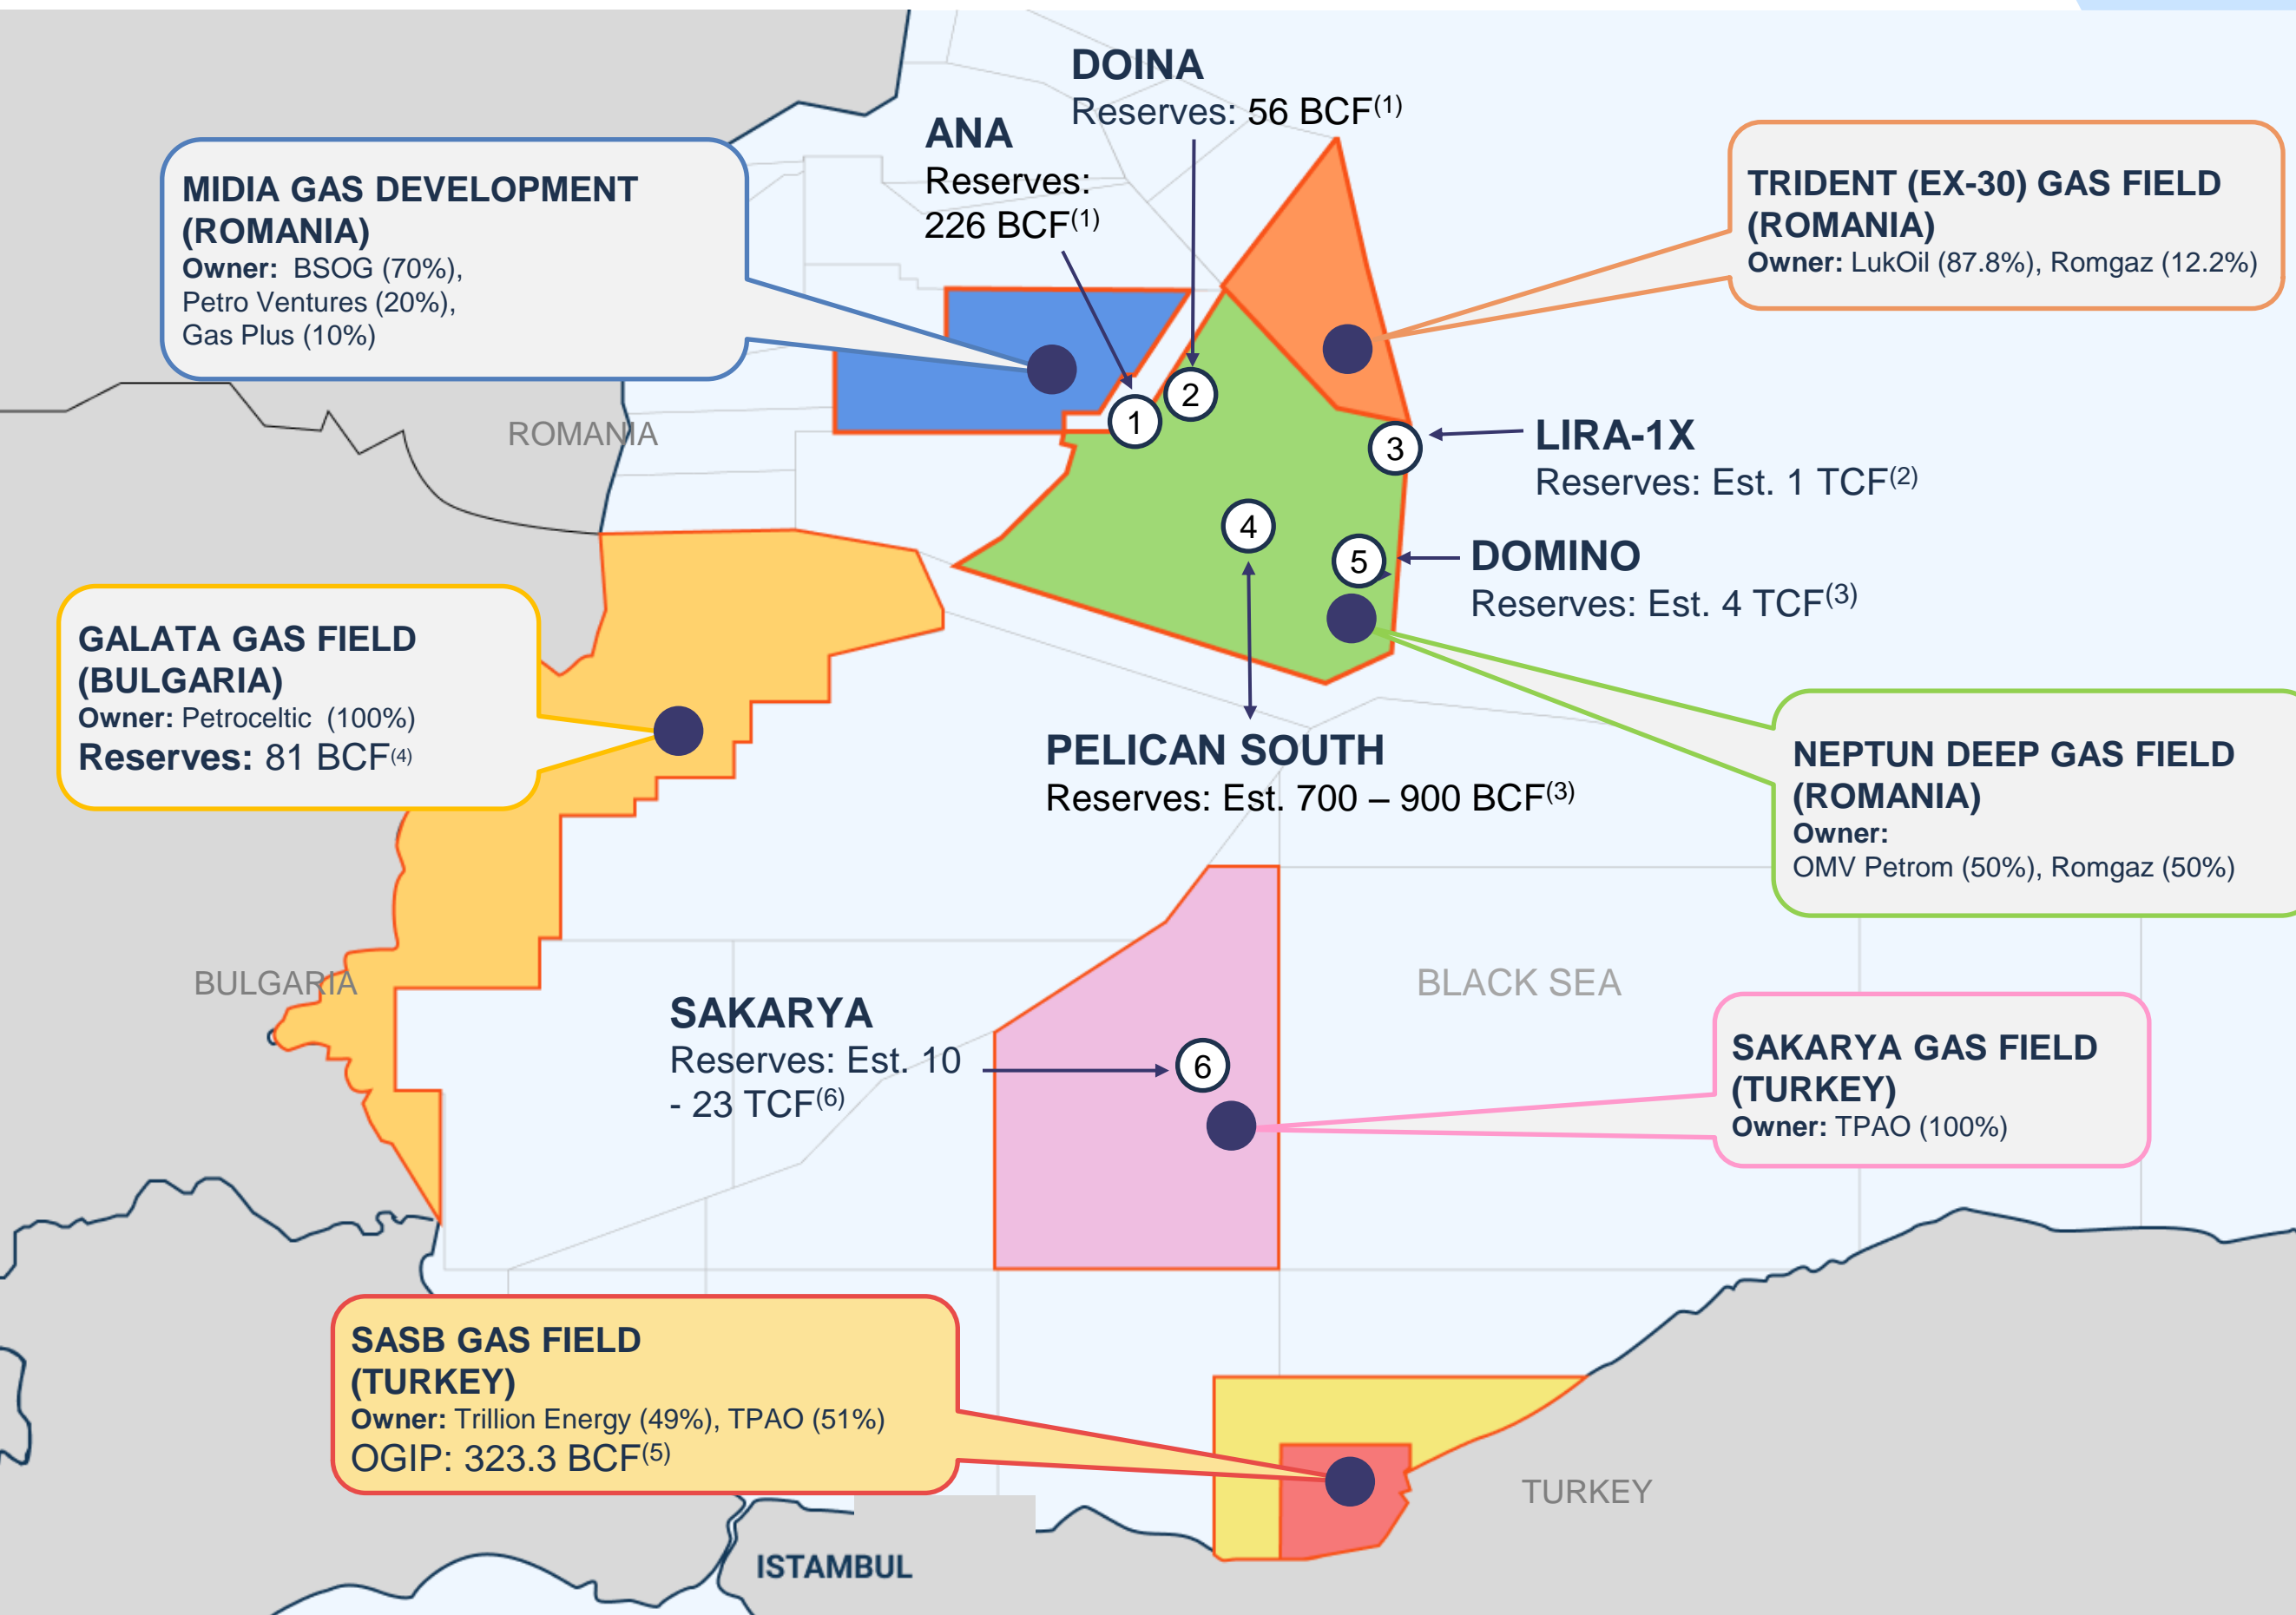 DOINA
Reserves: 56 BCF(1)
ANA
Reserves:
226 BCF(1)
MIDIA GAS DEVELOPMENT
(ROMANIA)
Owner: BSOG (70%),
Petro Ventures (20%),
Gas Plus (10%)
TRIDENT (EX-30) GAS FIELD
(ROMANIA)
Owner: LukOil (87.8%), Romgaz (12.2%)
1
2
3
4
5
ROMANIA
LIRA-1X
Reserves: Est. 1 TCF(2)
DOMINO
Reserves: Est. 4 TCF(3)
GALATA GAS FIELD
(BULGARIA)
Owner: Petroceltic (100%)
Reserves: 81 BCF(4)
PELICAN SOUTH
Reserves: Est. 700 – 900 BCF(3)
NEPTUN DEEP GAS FIELD
(ROMANIA)
Owner:
OMV Petrom (50%), Romgaz (50%)
BULGARIA
BLACK SEA
SAKARYA
Reserves: Est. 10
- 23 TCF(6)
6
SAKARYA GAS FIELD
(TURKEY)
Owner: TPAO (100%)
SASB GAS FIELD
(TURKEY)
Owner: Trillion Energy (49%), TPAO (51%)
OGIP: 323.3 BCF(5)
TURKEY
ISTAMBUL